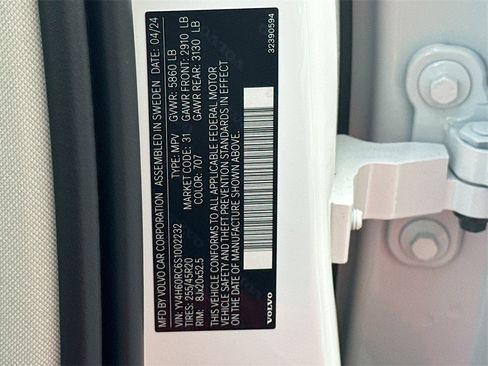 MFD BY VOLVO CAR CORPORATION ASSEMBLED IN SWEDEN DATE: 04/24
VIN: YV4H60RC6S1002232 TYPE: MPV GVWR: 5860 LB
TIRES: 255/45R20 MARKET CODE: 31 GAWR FRONT: 2910 LB
RIM: 8Jx20x52.5 COLOR: 707 GAWR REAR: 3130 LB
THIS VEHICLE CONFORMS TO ALL APPLICABLE FEDERAL MOTOR
VEHICLE SAFETY AND THEFT PREVENTION STANDARDS IN EFFECT
ON THE DATE OF MANUFACTURE SHOWN ABOVE.
VOLVO
32390594